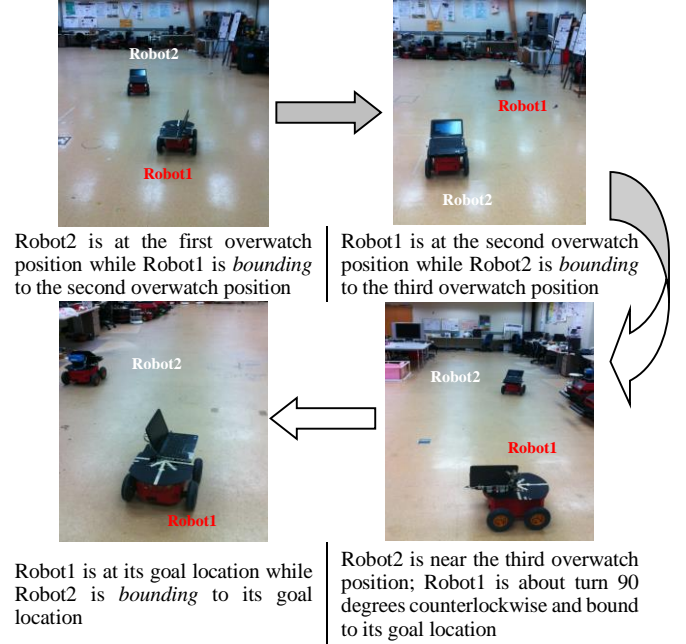 Robot2
Robot1
Robot1
Robot2
Robot2 is at the first overwatch
position while Robot1 is bounding
to the second overwatch position
Robot1 is at the second overwatch
position while Robot2 is bounding
to the third overwatch position
Robot2
Robot1
Robot2
Robot1
Robot1 is at its goal location while
Robot2 is bounding to its goal
location
Robot2 is near the third overwatch
position; Robot1 is about turn 90
degrees counterlockwise and bound
to its goal location